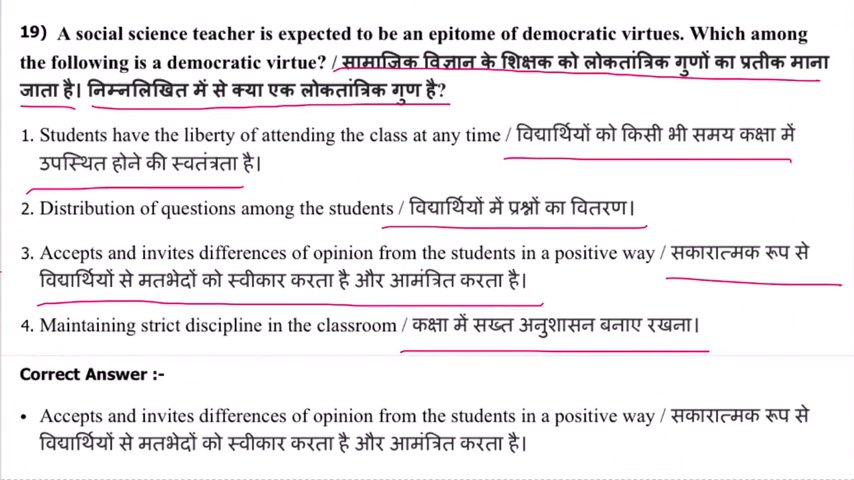 19) A social science teacher is expected to be an epitome of democratic virtues. Which among
the following is a democratic virtue? / सामाजिक विज्ञान के शिक्षक को लोकतांत्रिक गुणों का प्रतीक माना
जाता है। निम्नलिखित में से क्या एक लोकतांत्रिक गुण है?
1. Students have the liberty of attending the class at any time / विद्यार्थियों को किसी भी समय कक्षा में
उपस्थित होने की स्वतंत्रता है।
2. Distribution of questions among the students / विद्यार्थियों में प्रश्नों का वितरण।
3. Accepts and invites differences of opinion from the students in a positive way / सकारात्मक रूप से
विद्यार्थियों से मतभेदों को स्वीकार करता है और आमंत्रित करता है।
4. Maintaining strict discipline in the classroom / कक्षा में सख्त अनुशासन बनाए रखना।
Correct Answer :-
• Accepts and invites differences of opinion from the students in a positive way / सकारात्मक रूप से
विद्यार्थियों से मतभेदों को स्वीकार करता है और आमंत्रित करता है।